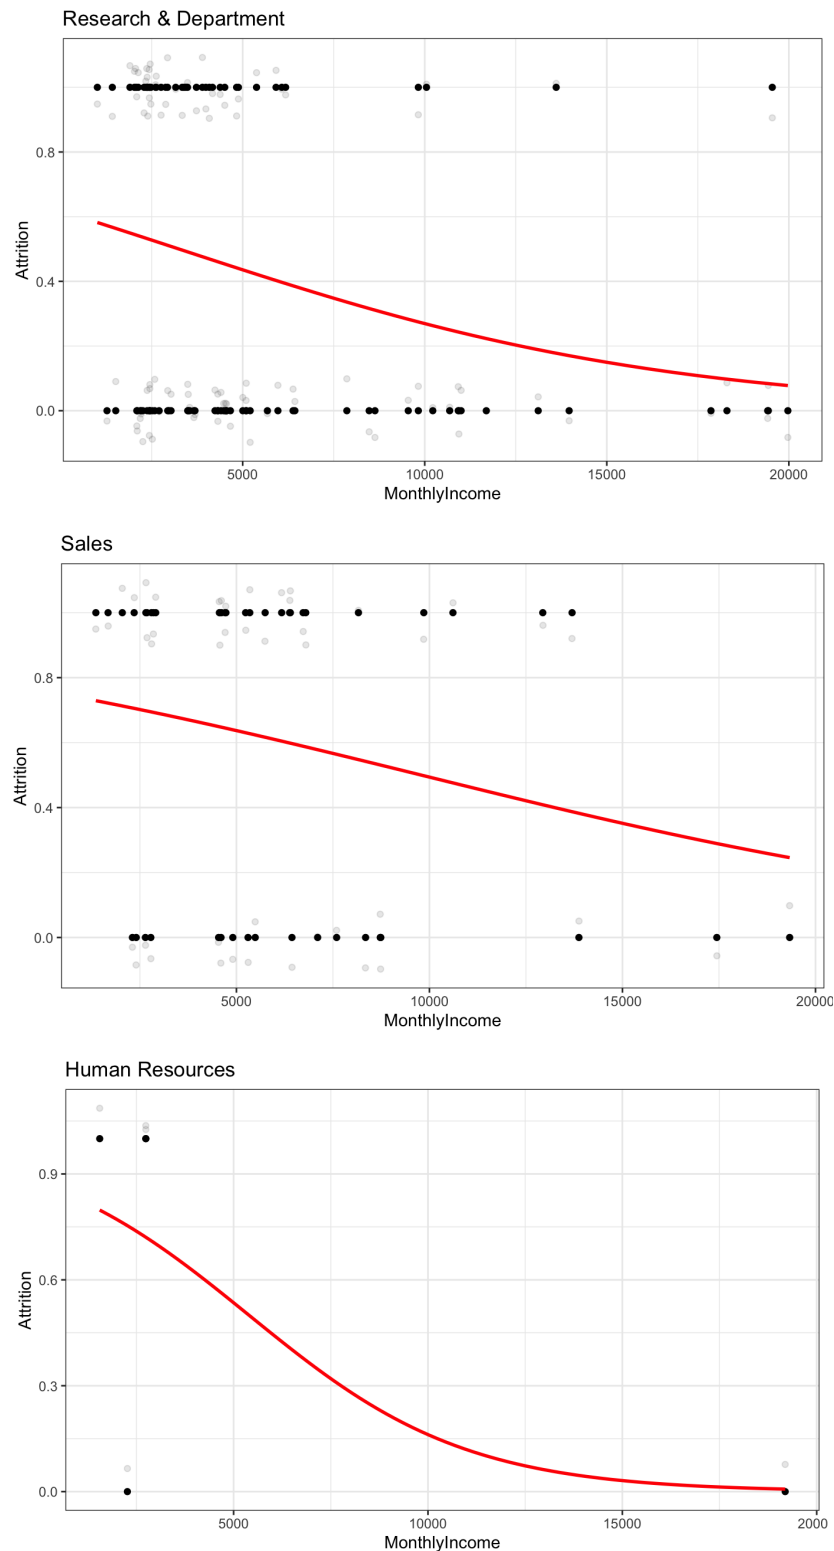 Research & Department
Attrition
0.8
0.4
0.0
5000 10000 15000 20000
MonthlyIncome
Sales
Attrition
0.8
0.4
0.0
5000 10000 15000 20000
MonthlyIncome
Human Resources
Attrition
0.9
0.6
0.3
0.0
5000 10000 15000 2000
MonthlyIncome